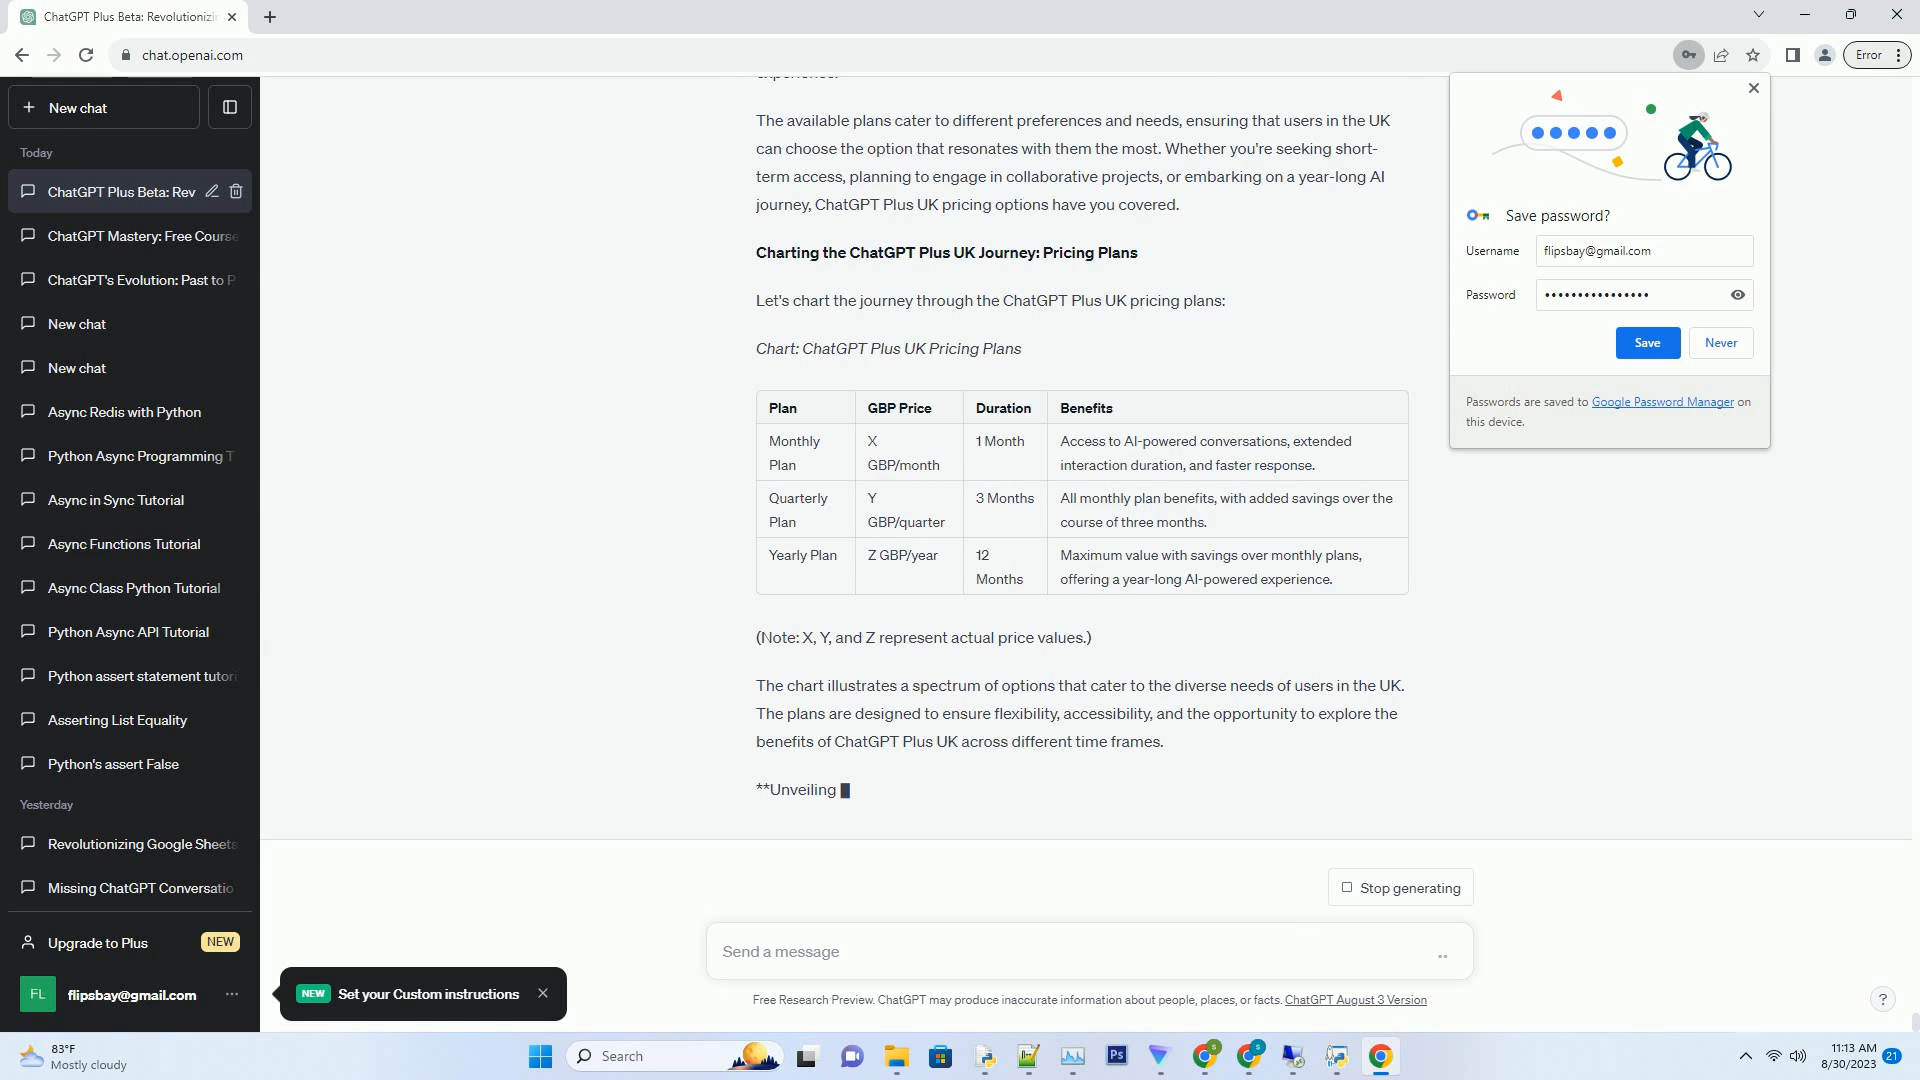 ChatGPT Plus Beta: Revolutionizi
chat.openai.com
Error
New chat
Today
ChatGPT Plus Beta: Rev
ChatGPT Mastery: Free Course
ChatGPT's Evolution: Past to P
New chat
New chat
Async Redis with Python
Python Async Programming T
Async in Sync Tutorial
Async Functions Tutorial
Async Class Python Tutorial
Python Async API Tutorial
Python assert statement tutori
Asserting List Equality
Python's assert False
Yesterday
Revolutionizing Google Sheets
Missing ChatGPT Conversatio
Upgrade to Plus NEW
FL flipsbay@gmail.com
experience.
The available plans cater to different preferences and needs, ensuring that users in the UK
can choose the option that resonates with them the most. Whether you're seeking short-
term access, planning to engage in collaborative projects, or embarking on a year-long AI
journey, ChatGPT Plus UK pricing options have you covered.
Charting the ChatGPT Plus UK Journey: Pricing Plans
Let's chart the journey through the ChatGPT Plus UK pricing plans:
Chart: ChatGPT Plus UK Pricing Plans
Plan GBP Price Duration Benefits
Monthly X 1 Month Access to AI-powered conversations, extended
Plan GBP/month interaction duration, and faster response.
Quarterly Y 3 Months All monthly plan benefits, with added savings over the
Plan GBP/quarter course of three months.
Yearly Plan Z GBP/year 12 Maximum value with savings over monthly plans,
Months offering a year-long AI-powered experience.
(Note: X, Y, and Z represent actual price values.)
The chart illustrates a spectrum of options that cater to the diverse needs of users in the UK.
The plans are designed to ensure flexibility, accessibility, and the opportunity to explore the
benefits of ChatGPT Plus UK across different time frames.
**Unveiling
Stop generating
Send a message
Free Research Preview. ChatGPT may produce inaccurate information about people, places, or facts. ChatGPT August 3 Version
?
NEW Set your Custom instructions
Save password?
Username flipsbay@gmail.com
Password ••••••••••••••••
Save Never
Passwords are saved to Google Password Manager on
this device.
83°F
Mostly cloudy
Search
Ps
S
S
11:13 AM
8/30/2023
21